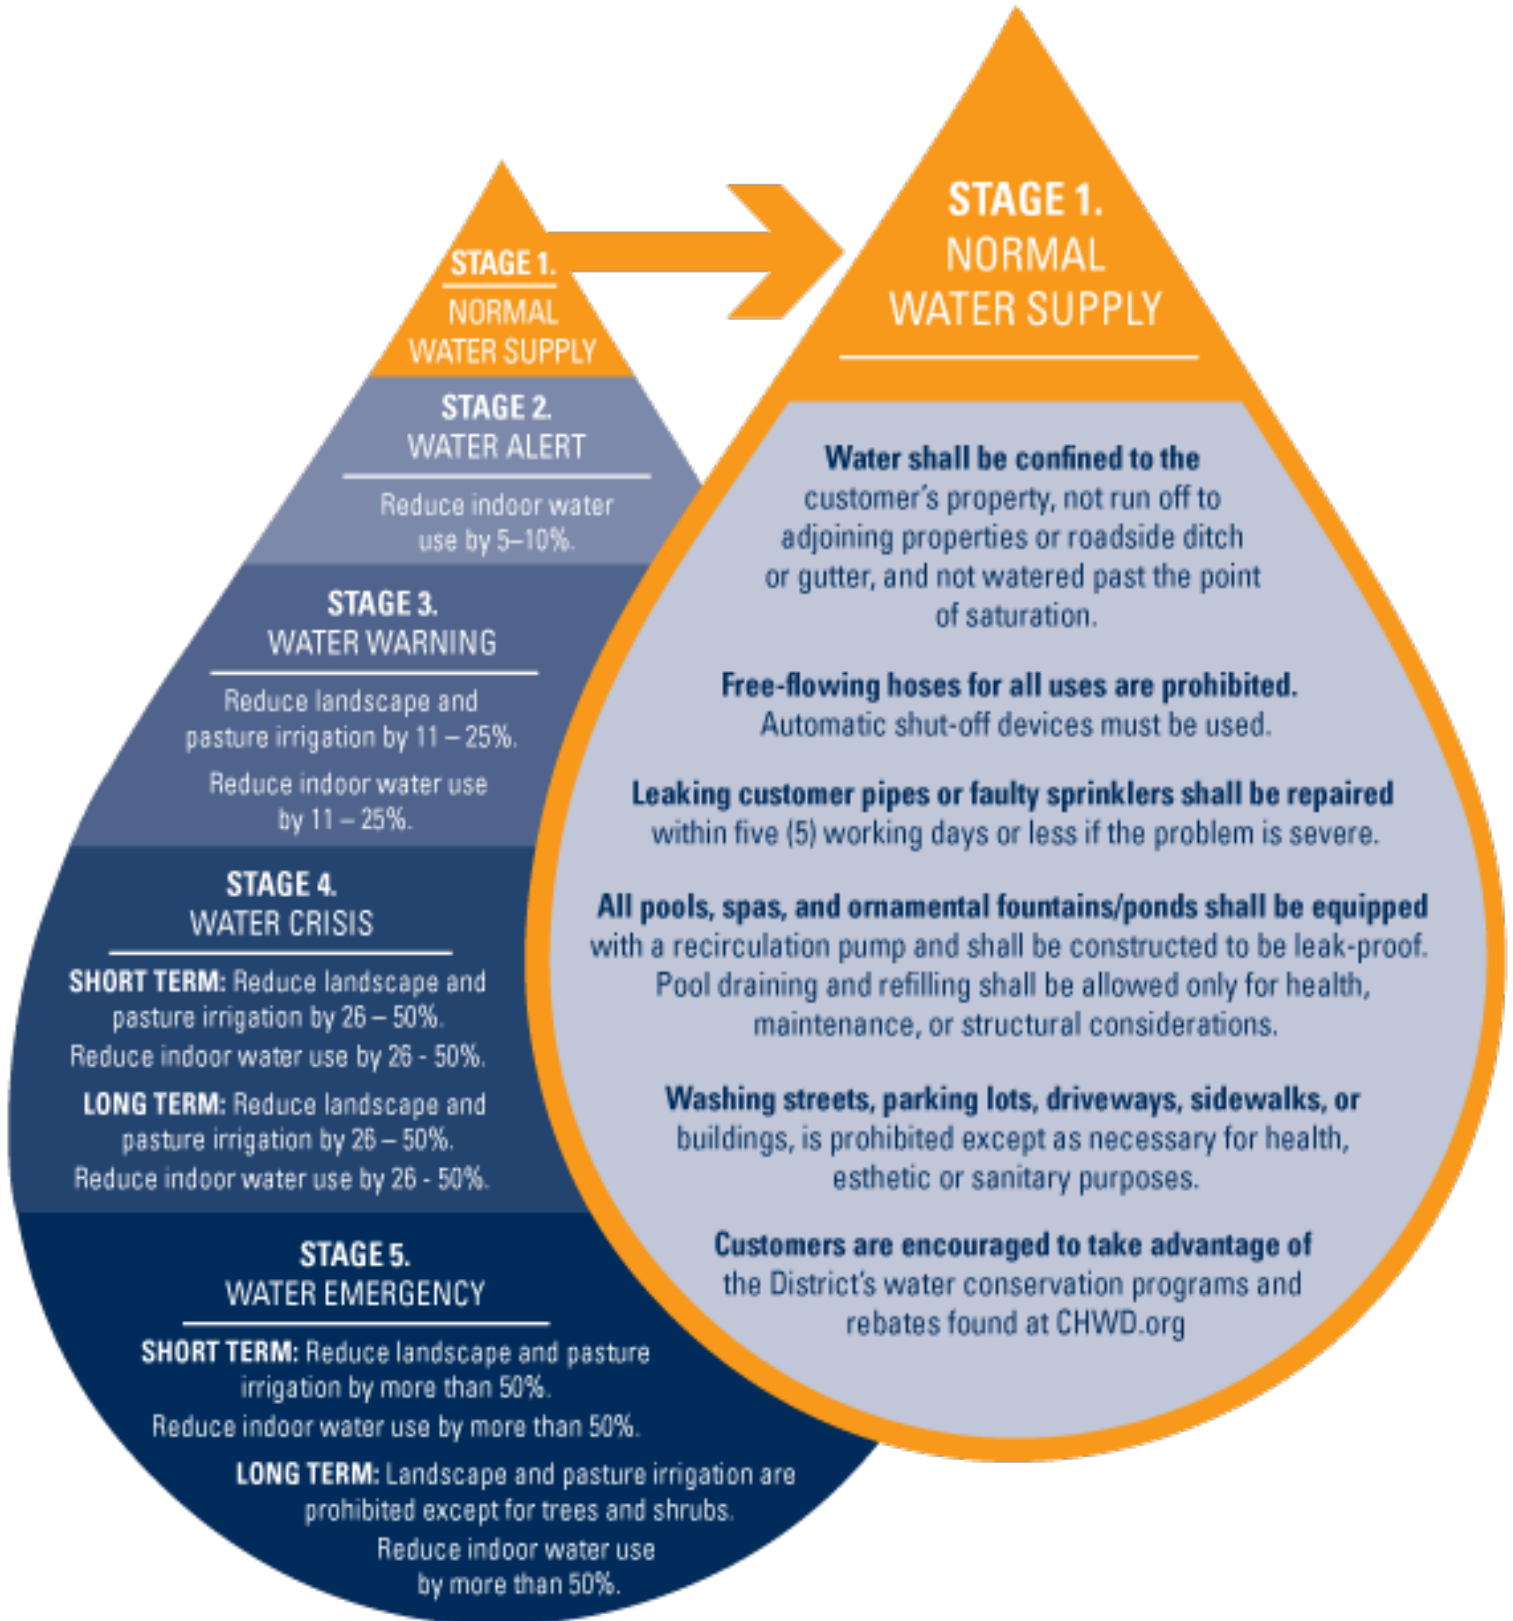 STAGE 1.
NORMAL
WATER SUPPLY
STAGE 2.
WATER ALERT
Reduce indoor water
use by 5–10%.
STAGE 3.
WATER WARNING
Reduce landscape and
pasture irrigation by 11 – 25%.
Reduce indoor water use
by 11 – 25%.
STAGE 4.
WATER CRISIS
SHORT TERM: Reduce landscape and
pasture irrigation by 26 – 50%.
Reduce indoor water use by 26 - 50%.
LONG TERM: Reduce landscape and
pasture irrigation by 26 – 50%.
Reduce indoor water use by 26 - 50%.
STAGE 5.
WATER EMERGENCY
SHORT TERM: Reduce landscape and pasture
irrigation by more than 50%.
Reduce indoor water use by more than 50%.
LONG TERM: Landscape and pasture irrigation are
prohibited except for trees and shrubs.
Reduce indoor water use
by more than 50%.
STAGE 1.
NORMAL
WATER SUPPLY
Water shall be confined to the
customer's property, not run off to
adjoining properties or roadside ditch
or gutter, and not watered past the point
of saturation.
Free-flowing hoses for all uses are prohibited.
Automatic shut-off devices must be used.
Leaking customer pipes or faulty sprinklers shall be repaired
within five (5) working days or less if the problem is severe.
All pools, spas, and ornamental fountains/ponds shall be equipped
with a recirculation pump and shall be constructed to be leak-proof.
Pool draining and refilling shall be allowed only for health,
maintenance, or structural considerations.
Washing streets, parking lots, driveways, sidewalks, or
buildings, is prohibited except as necessary for health,
esthetic or sanitary purposes.
Customers are encouraged to take advantage of
the District's water conservation programs and
rebates found at CHWD.org